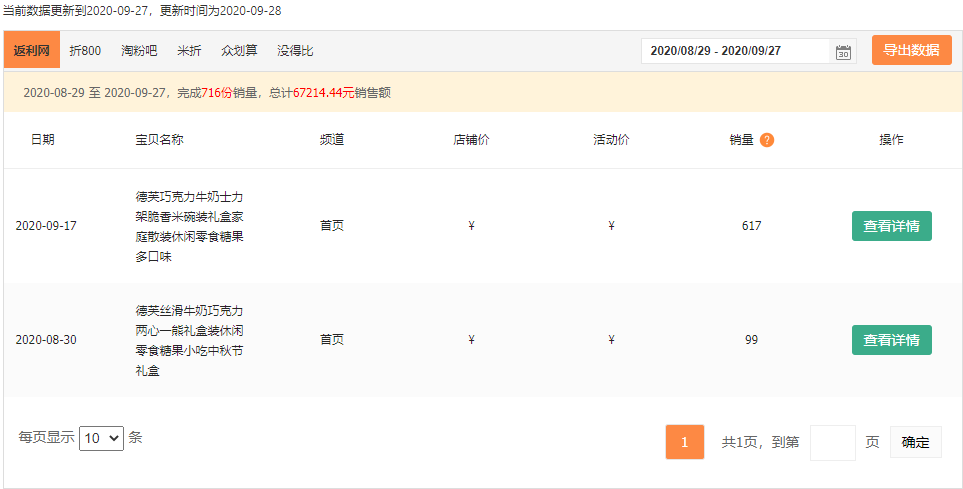 当前数据更新到2020-09-27，更新时间为2020-09-28
返利网 折800 淘粉吧 米折 众划算 没得比 2020/08/29 - 2020/09/27 30 导出数据
2020-08-29 至 2020-09-27，完成716份销量，总计67214.44元销售额
日期 宝贝名称 频道 店铺价 活动价 销量 ? 操作
德芙巧克力牛奶士力
架脆香米碗装礼盒家
2020-09-17 首页 ¥ ¥ 617 查看详情
庭散装休闲零食糖果
多口味
德芙丝滑牛奶巧克力
两心一熊礼盒装休闲
2020-08-30 首页 ¥ ¥ 99 查看详情
零食糖果小吃中秋节
礼盒
每页显示 10 条 1 共1页，到第 页 确定